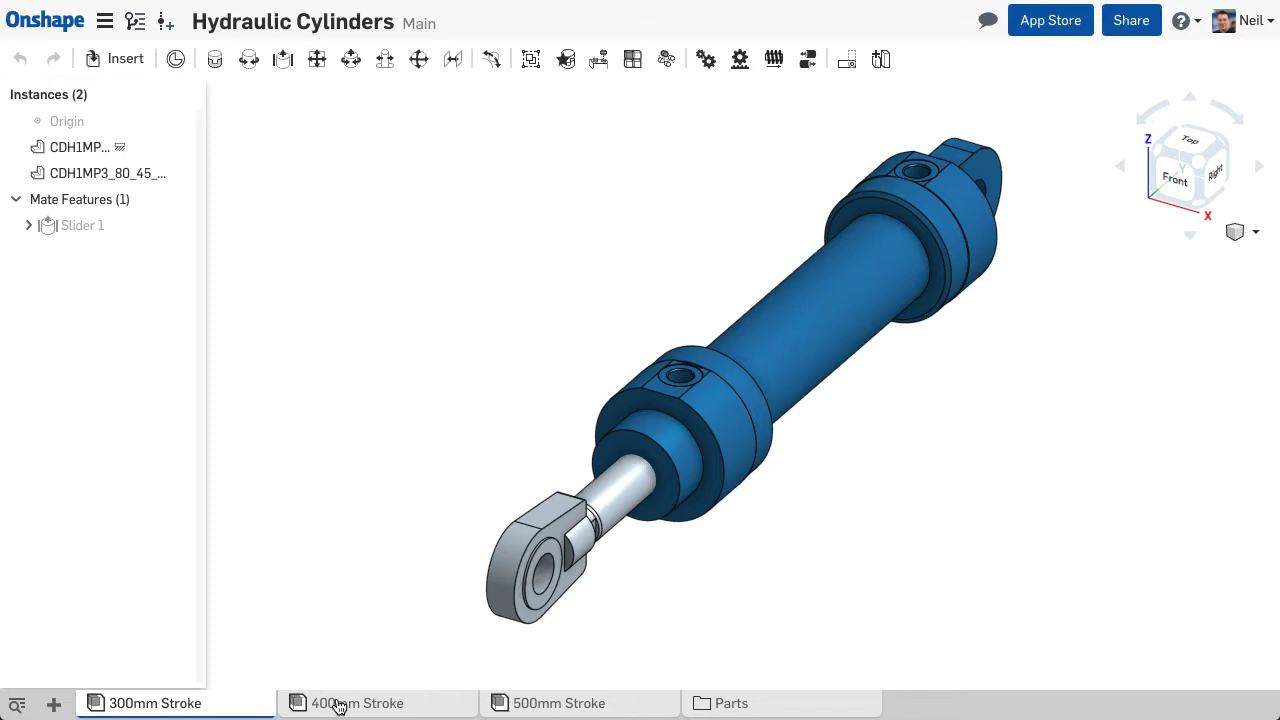 Onshape Hydraulic Cylinders Main App Store Share Neil
Insert
Instances (2)
Origin
CDH1MP...
CDH1MP3_80_45_...
Mate Features (1)
Slider 1
Top
Front
Right
Z
Y
X
300mm Stroke 400mm Stroke 500mm Stroke Parts